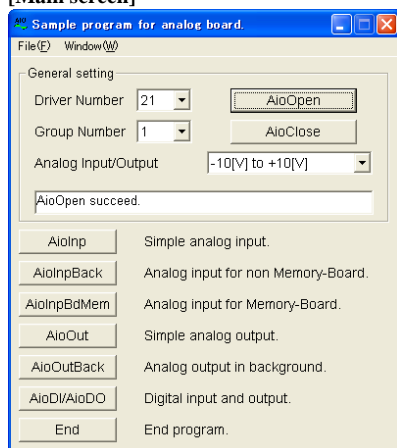 [Main screen]
AIO Sample program for analog board.
File(F) Window(W)
General setting
Driver Number 21 AioOpen
Group Number 1 AioClose
Analog Input/Output -10[V] to +10[V]
AioOpen succeed.
AioInp Simple analog input.
AioInpBack Analog input for non Memory-Board.
AioInpBdMem Analog input for Memory-Board.
AioOut Simple analog output.
AioOutBack Analog output in background.
AioDI/AioDO Digital input and output.
End End program.